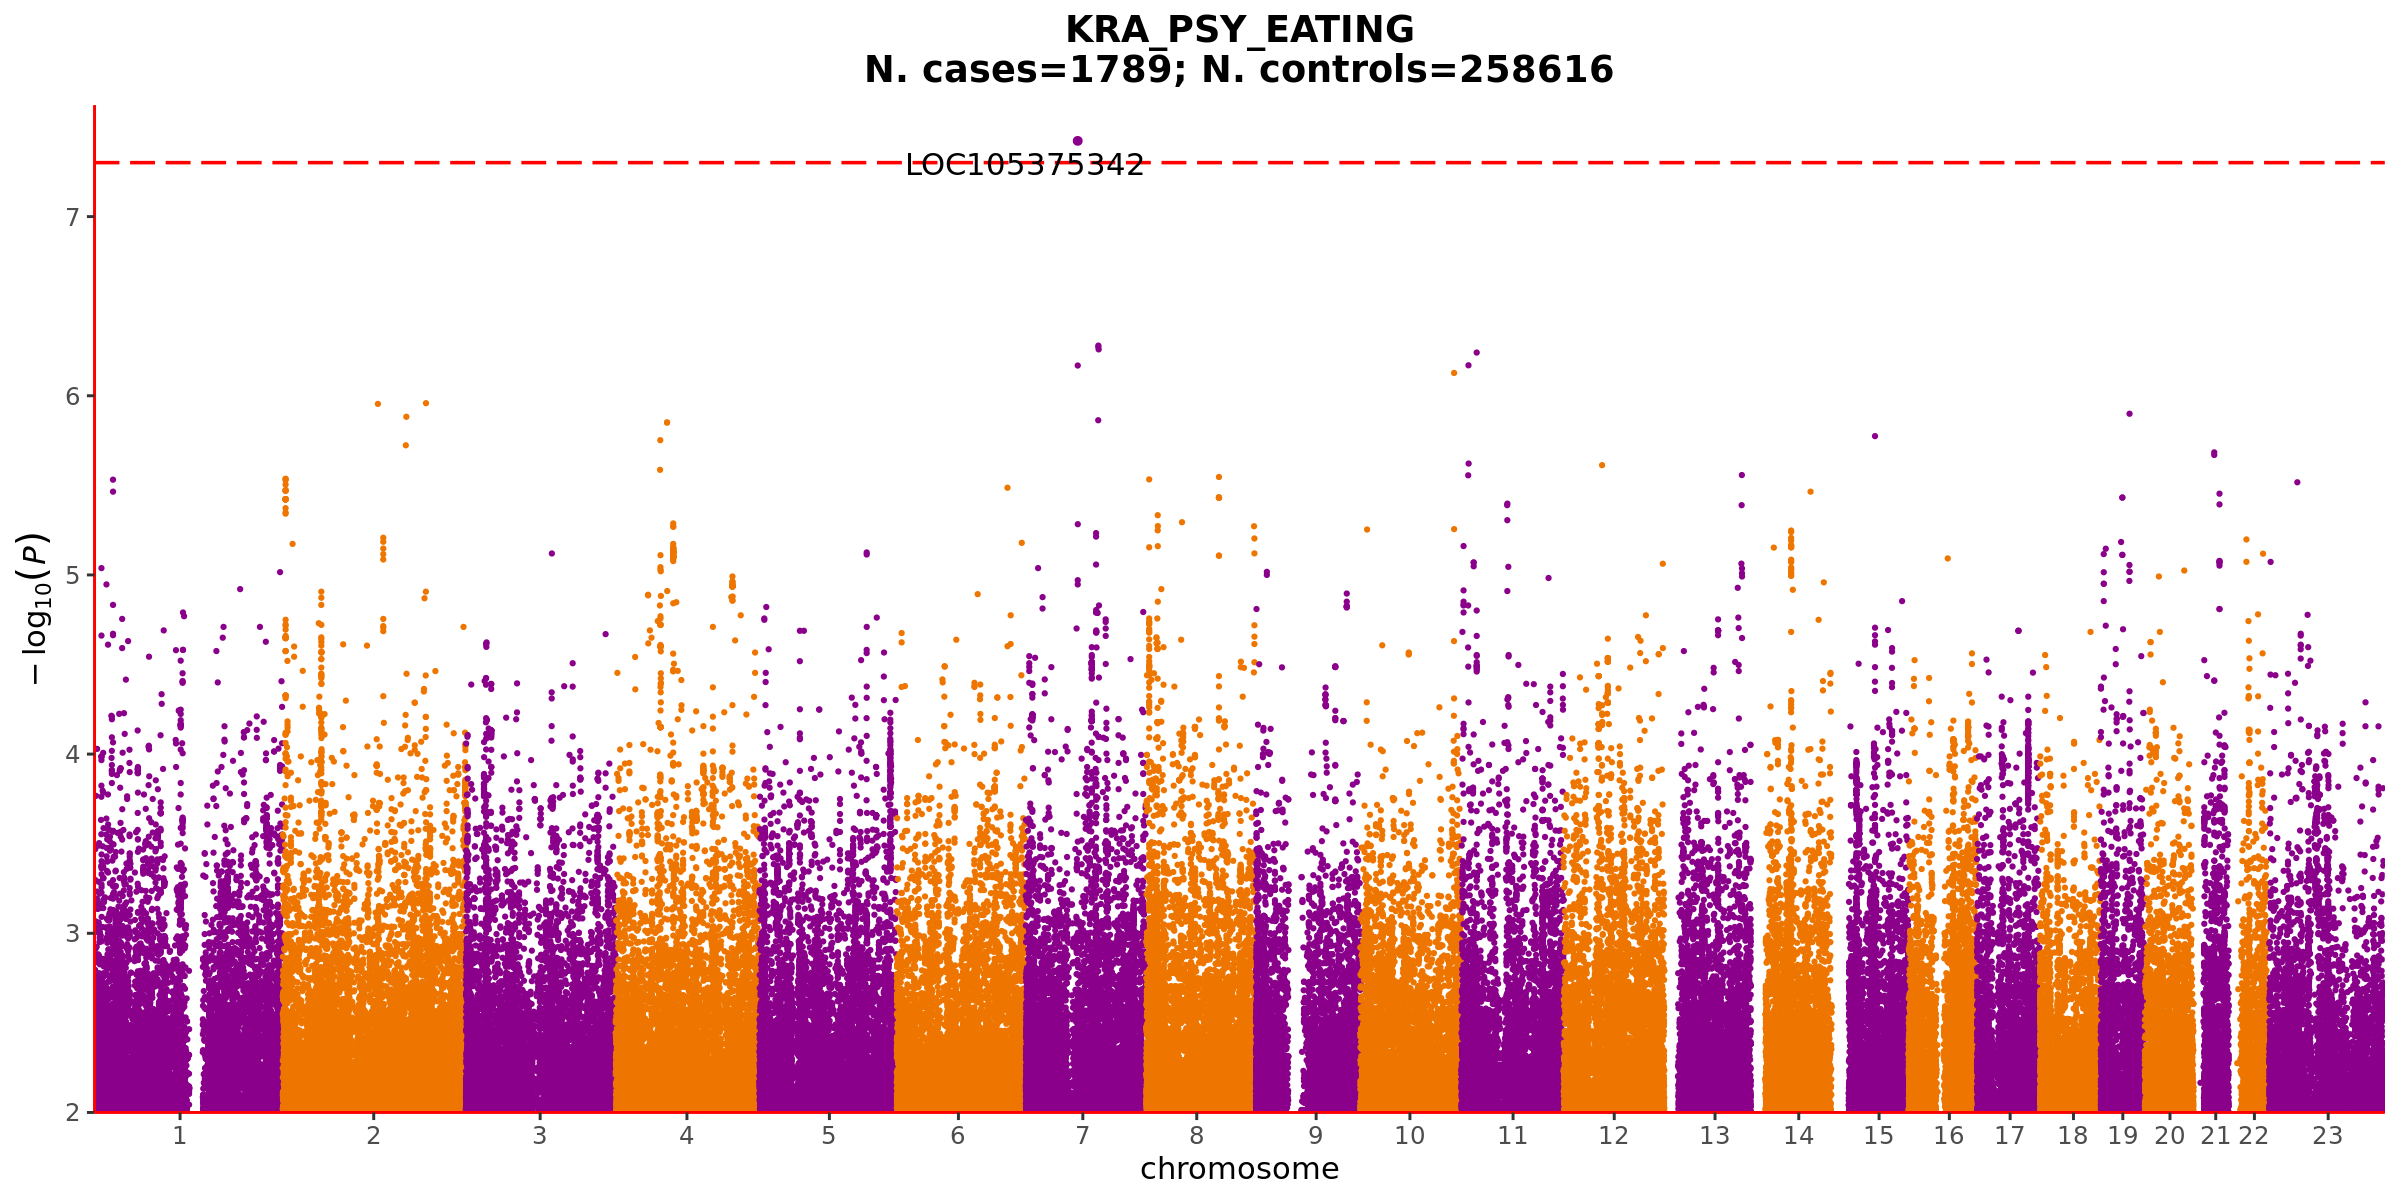 KRA_PSY_EATING
N. cases=1789; N. controls=258616
LOC105375342
7
6
5
4
3
2
−log10(P)
1 2 3 4 5 6 7 8 9 10 11 12 13 14 15 16 17 18 19 20 21 22 23
chromosome